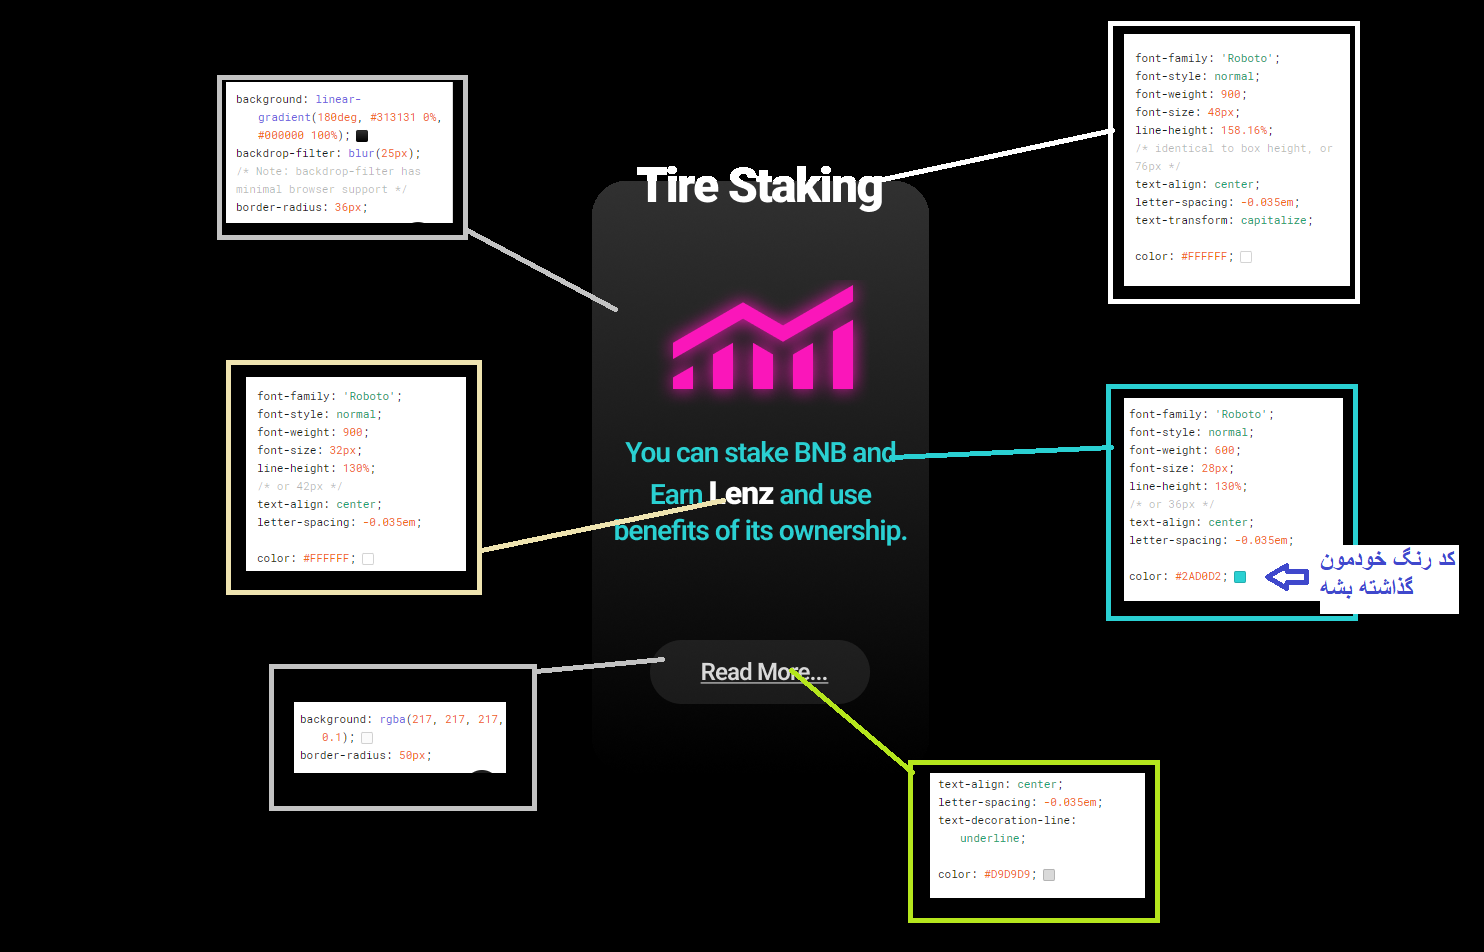 background: linear-
gradient(180deg, #313131 0%,
#000000 100%);
backdrop-filter: blur(25px);
/* Note: backdrop-filter has
minimal browser support */
border-radius: 36px;
font-family: 'Roboto';
font-style: normal;
font-weight: 900;
font-size: 48px;
line-height: 158.16%;
/* identical to box height, or
76px */
text-align: center;
letter-spacing: -0.035em;
text-transform: capitalize;
color: #FFFFFF;
Tire Staking
font-family: 'Roboto';
font-style: normal;
font-weight: 900;
font-size: 32px;
line-height: 130%;
/* or 42px */
text-align: center;
letter-spacing: -0.035em;
color: #FFFFFF;
You can stake BNB and
Earn Lenz and use
benefits of its ownership.
font-family: 'Roboto';
font-style: normal;
font-weight: 600;
font-size: 28px;
line-height: 130%;
/* or 36px */
text-align: center;
letter-spacing: -0.035em;
color: #2AD0D2;
کد رنگ خودمون
گذاشته بشه
background: rgba(217, 217, 217,
0.1);
border-radius: 50px;
Read More...
text-align: center;
letter-spacing: -0.035em;
text-decoration-line:
underline;
color: #D9D9D9;